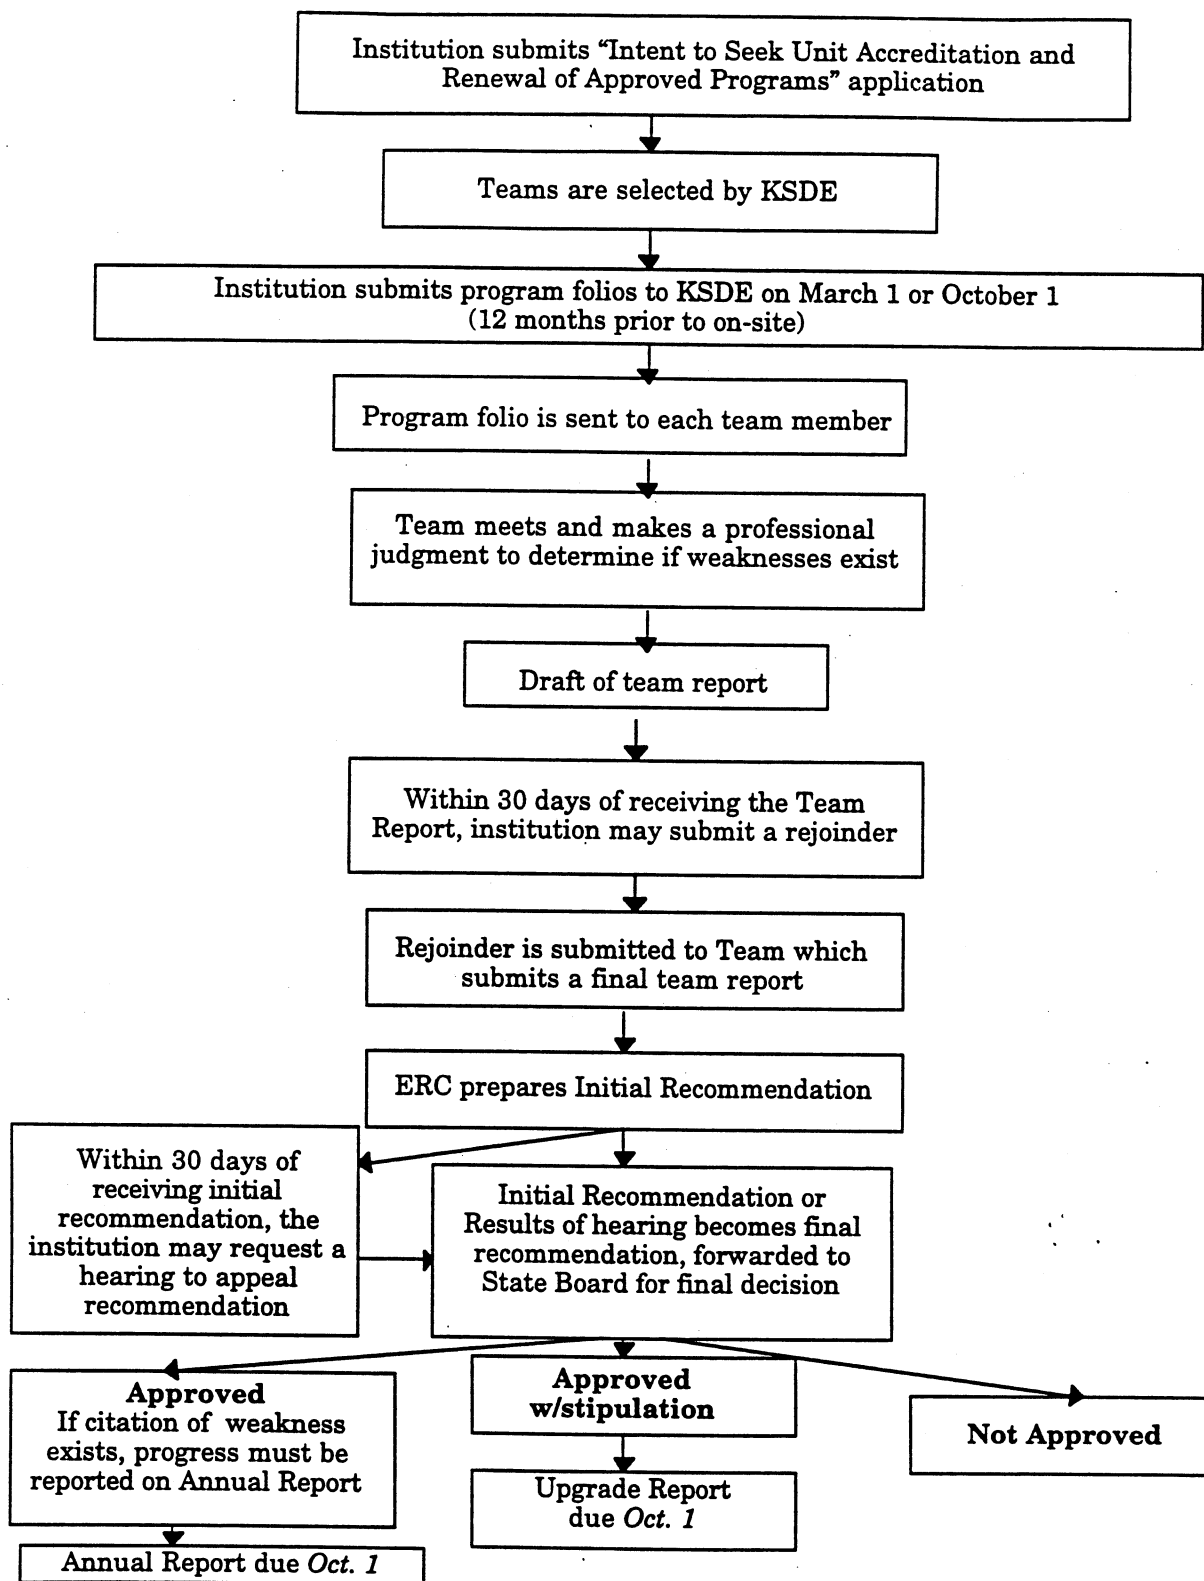 Institution submits “Intent to Seek Unit Accreditation and
Renewal of Approved Programs” application
Teams are selected by KSDE
Institution submits program folios to KSDE on March 1 or October 1
(12 months prior to on-site)
Program folio is sent to each team member
Team meets and makes a professional
judgment to determine if weaknesses exist
Draft of team report
Within 30 days of receiving the Team
Report, institution may submit a rejoinder
Rejoinder is submitted to Team which
submits a final team report
ERC prepares Initial Recommendation
Within 30 days of
receiving initial
recommendation, the
institution may request a
hearing to appeal
recommendation
Initial Recommendation or
Results of hearing becomes final
recommendation, forwarded to
State Board for final decision
Approved
If citation of weakness
exists, progress must be
reported on Annual Report
Annual Report due Oct. 1
Approved
w/stipulation
Upgrade Report
due Oct. 1
Not Approved